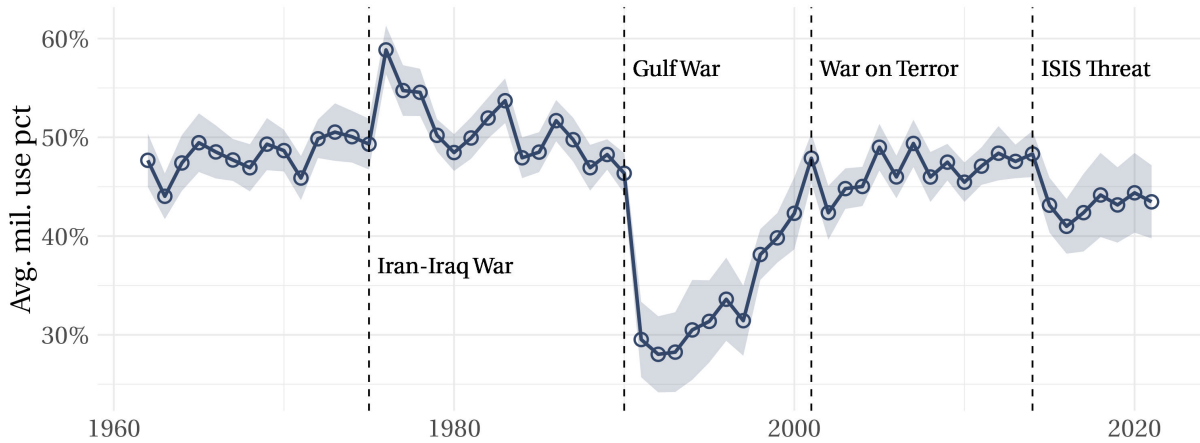 60%
50%
40%
30%
Avg. mil. use pct
Gulf War
War on Terror
ISIS Threat
Iran-Iraq War
1960
1980
2000
2020